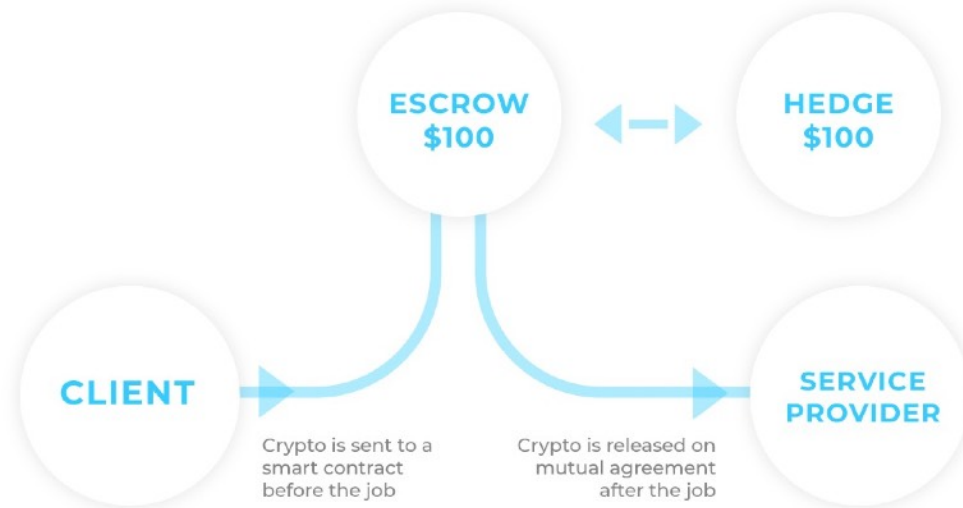 ESCROW
$100
HEDGE
$100
CLIENT
SERVICE
PROVIDER
Crypto is sent to a
smart contract
before the job
Crypto is released on
mutual agreement
after the job